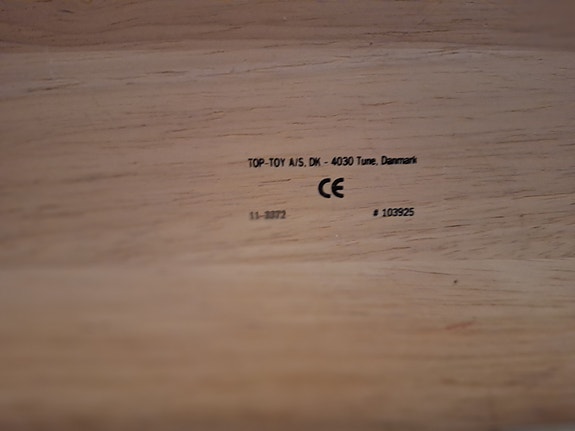 TOP-TOY A/S, DK - 4030 Tune, Danmark
CE
# 103925